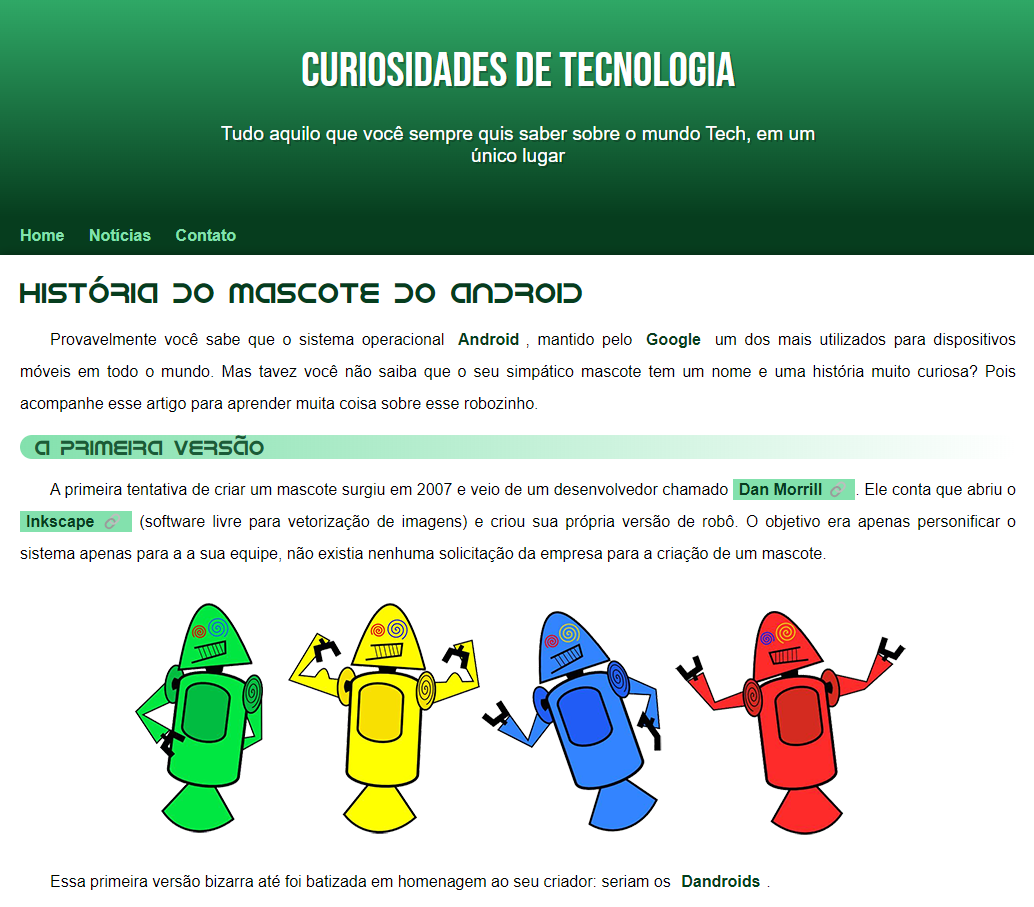 CURIOSIDADES DE TECNOLOGIA
Tudo aquilo que você sempre quis saber sobre o mundo Tech, em um
único lugar
Home Notícias Contato
HISTÓRIA DO MASCOTE DO ANDROID
Provavelmente você sabe que o sistema operacional Android , mantido pelo Google um dos mais utilizados para dispositivos
móveis em todo o mundo. Mas tavez você não saiba que o seu simpático mascote tem um nome e uma história muito curiosa? Pois
acompanhe esse artigo para aprender muita coisa sobre esse robozinho.
A PRIMEIRA VERSÃO
A primeira tentativa de criar um mascote surgiu em 2007 e veio de um desenvolvedor chamado Dan Morrill . Ele conta que abriu o
Inkscape (software livre para vetorização de imagens) e criou sua própria versão de robô. O objetivo era apenas personificar o
sistema apenas para a a sua equipe, não existia nenhuma solicitação da empresa para a criação de um mascote.
Essa primeira versão bizarra até foi batizada em homenagem ao seu criador: seriam os Dandroids .